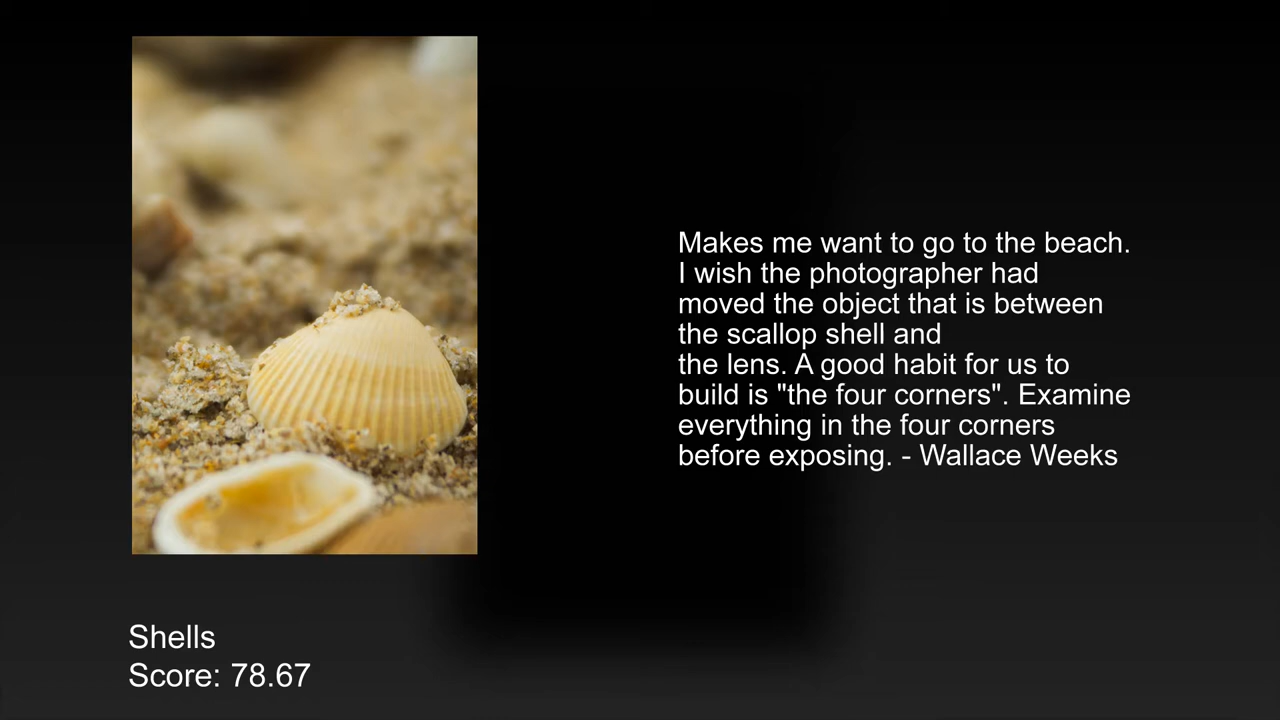 Makes me want to go to the beach.
I wish the photographer had
moved the object that is between
the scallop shell and
the lens. A good habit for us to
build is "the four corners". Examine
everything in the four corners
before exposing. - Wallace Weeks
Shells
Score: 78.67